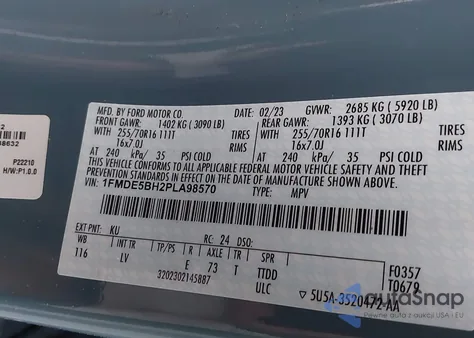 MFD. BY FORD MOTOR CO.
02/23 GVWR: 2685 KG ( 5920 LB)
FRONT GAWR: 1402 KG ( 3090 LB) REAR GAWR: 1393 KG ( 3070 LB)
WITH 255/70R16 111T TIRES WITH 255/70R16 111T TIRES
16x7.0J RIMS 16x7.0J RIMS
AT 240 kPa/ 35 PSI COLD AT 240 kPa/ 35 PSI COLD
THIS VEHICLE CONFORMS TO ALL APPLICABLE FEDERAL MOTOR VEHICLE SAFETY AND THEFT
PREVENTION STANDARDS IN EFFECT ON THE DATE OF MANUFACTURE SHOWN ABOVE.
VIN: 1FMDE5BH2PLA98570 TYPE: MPV
EXT PNT: KU RC: 24 DSO: F0357
WB INT TR TP/PS R AXLE TR SPR T0679
116 LV E 73 T TTDD
3202302145887 ULC 5U5A-3520472-AA
P22210
H/W:P1.0.0
autoSnap
Pewne auto z USA i EU